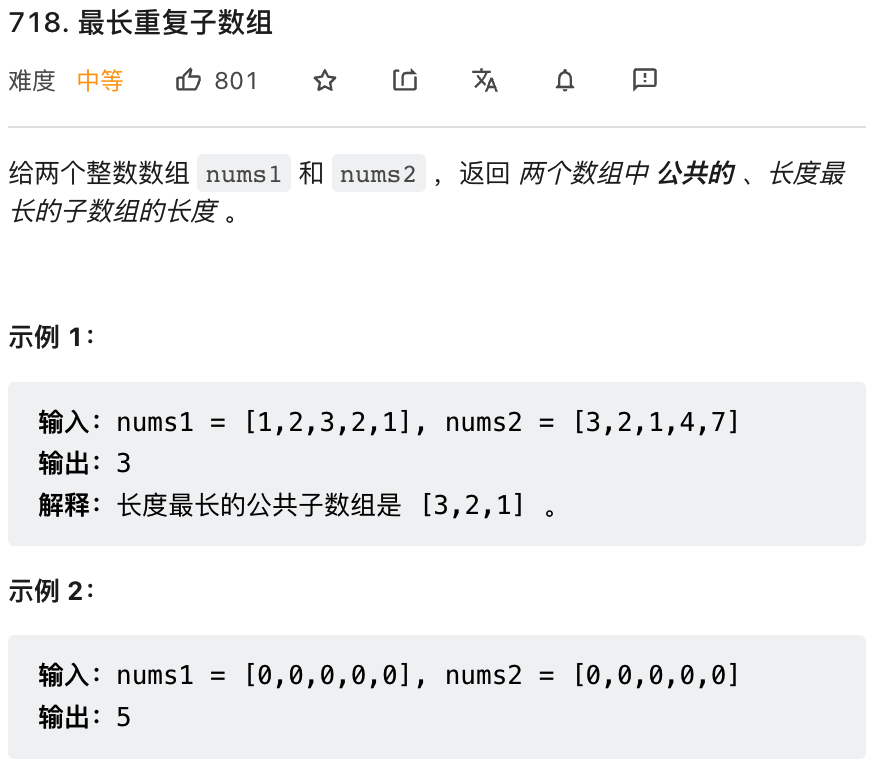 718. 最长重复子数组
难度 中等 801
给两个整数数组 nums1 和 nums2 ，返回 两个数组中 公共的 、长度最
长的子数组的长度 。
示例 1：
输入：nums1 = [1,2,3,2,1], nums2 = [3,2,1,4,7]
输出：3
解释：长度最长的公共子数组是 [3,2,1] 。
示例 2：
输入：nums1 = [0,0,0,0,0], nums2 = [0,0,0,0,0]
输出：5